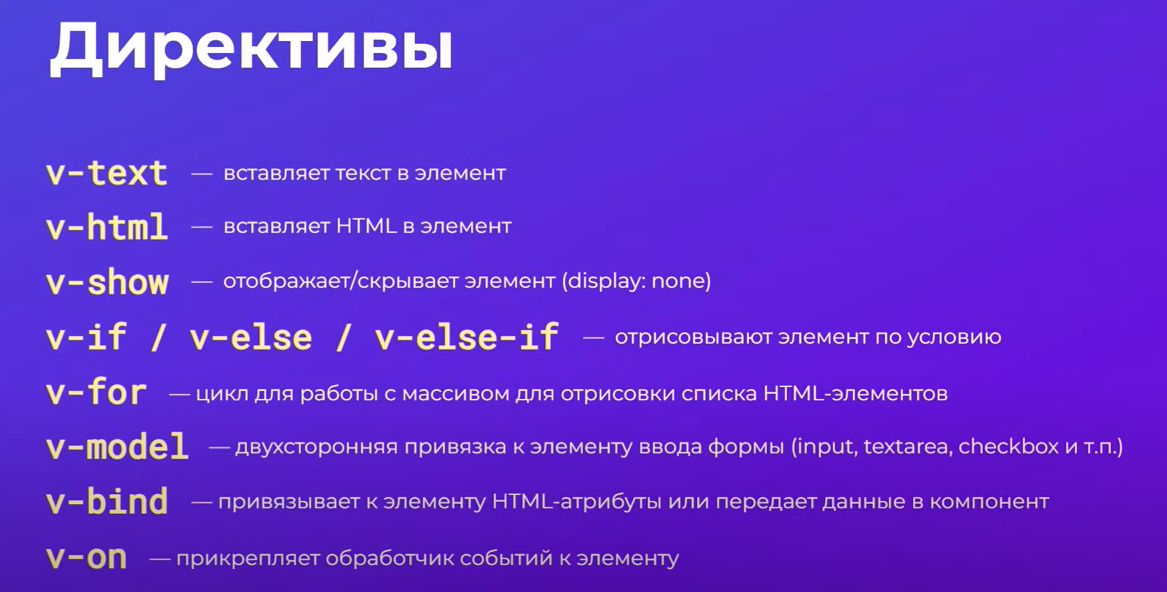 Директивы
v-text — вставляет текст в элемент
v-html — вставляет HTML в элемент
v-show — отображает/скрывает элемент (display: none)
v-if / v-else / v-else-if — отрисовывают элемент по условию
v-for — цикл для работы с массивом для отрисовки списка HTML-элементов
v-model — двухсторонняя привязка к элементу ввода формы (input, textarea, checkbox и т.п.)
v-bind — привязывает к элементу HTML-атрибуты или передает данные в компонент
v-on — прикрепляет обработчик событий к элементу